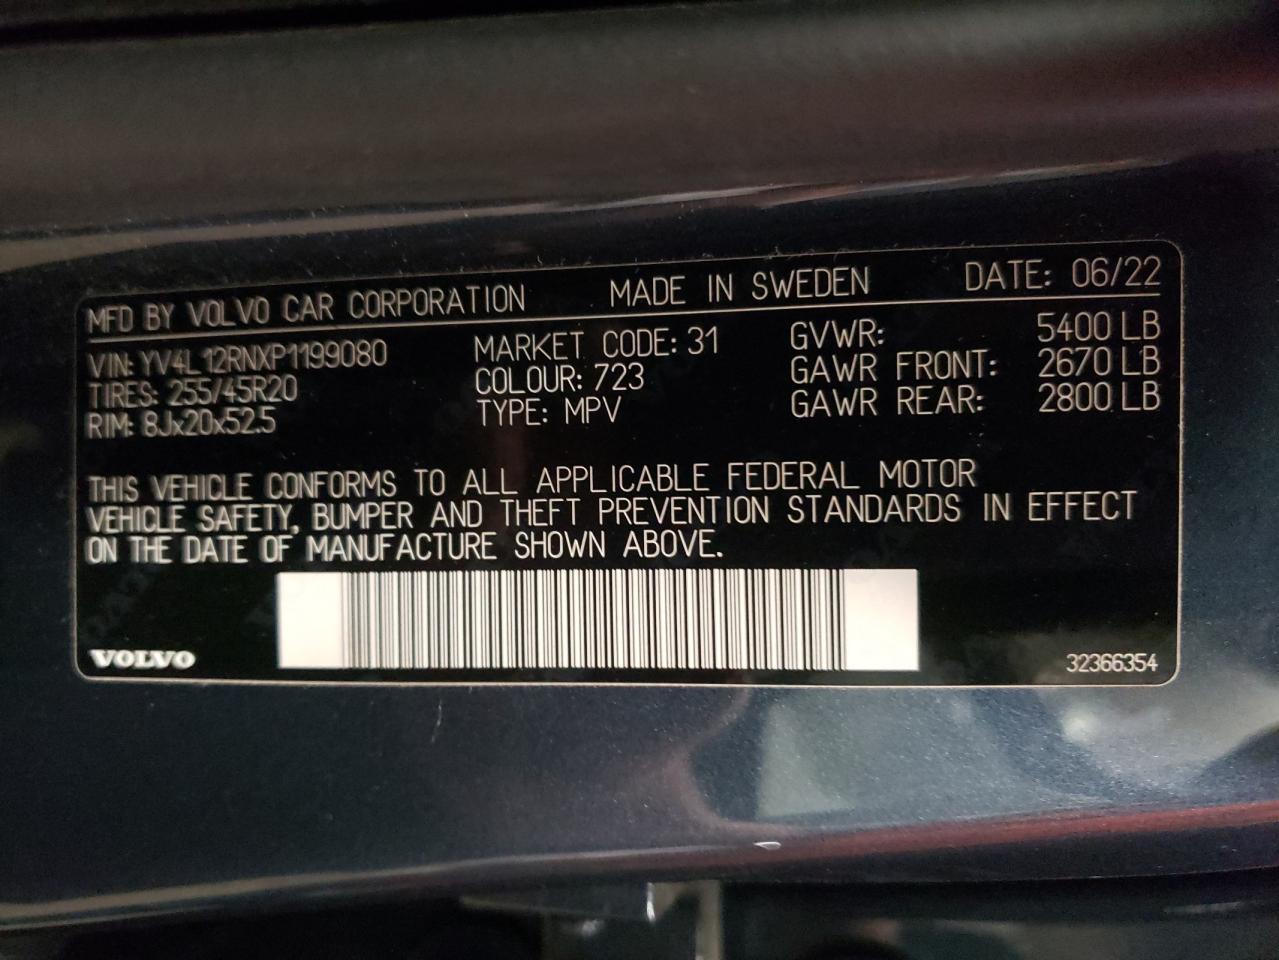 MFD BY VOLVO CAR CORPORATION MADE IN SWEDEN DATE: 06/22
VIN: YV4L12RNXP1199080 MARKET CODE: 31 GVWR: 5400 LB
TIRES: 255/45R20 COLOUR: 723 GAWR FRONT: 2670 LB
RIM: 8Jx20x52.5 TYPE: MPV GAWR REAR: 2800 LB
THIS VEHICLE CONFORMS TO ALL APPLICABLE FEDERAL MOTOR
VEHICLE SAFETY, BUMPER AND THEFT PREVENTION STANDARDS IN EFFECT
ON THE DATE OF MANUFACTURE SHOWN ABOVE.
VOLVO 32366354